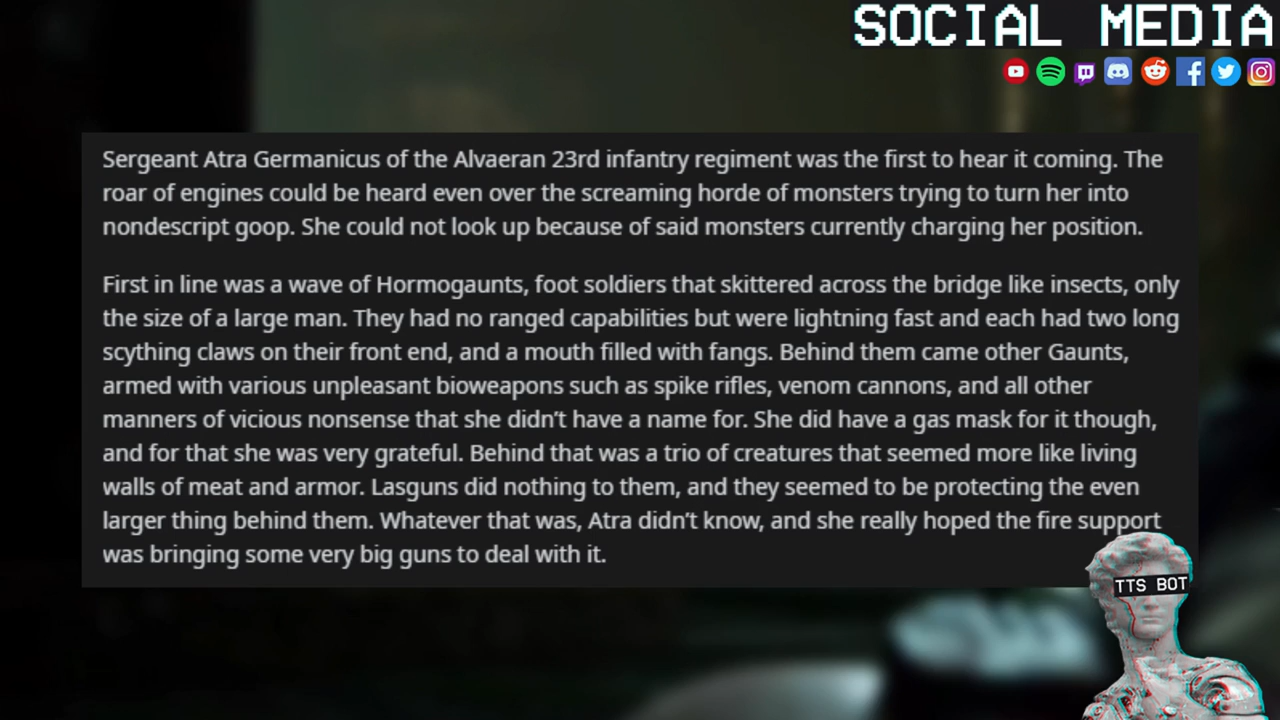 SOCIAL MEDIA
Sergeant Atra Germanicus of the Alvaeran 23rd infantry regiment was the first to hear it coming. The
roar of engines could be heard even over the screaming horde of monsters trying to turn her into
nondescript goop. She could not look up because of said monsters currently charging her position.
First in line was a wave of Hormogaunts, foot soldiers that skittered across the bridge like insects, only
the size of a large man. They had no ranged capabilities but were lightning fast and each had two long
scything claws on their front end, and a mouth filled with fangs. Behind them came other Gaunts,
armed with various unpleasant bioweapons such as spike rifles, venom cannons, and all other
manners of vicious nonsense that she didn’t have a name for. She did have a gas mask for it though,
and for that she was very grateful. Behind that was a trio of creatures that seemed more like living
walls of meat and armor. Lasguns did nothing to them, and they seemed to be protecting the even
larger thing behind them. Whatever that was, Atra didn’t know, and she really hoped the fire support
was bringing some very big guns to deal with it.
TTS BOT